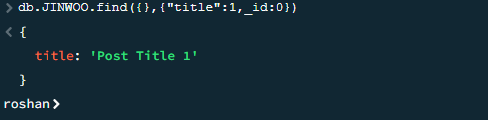 > db.JINWOO.find({},{"title":1,_id:0})
< {
title: 'Post Title 1'
}
roshan>